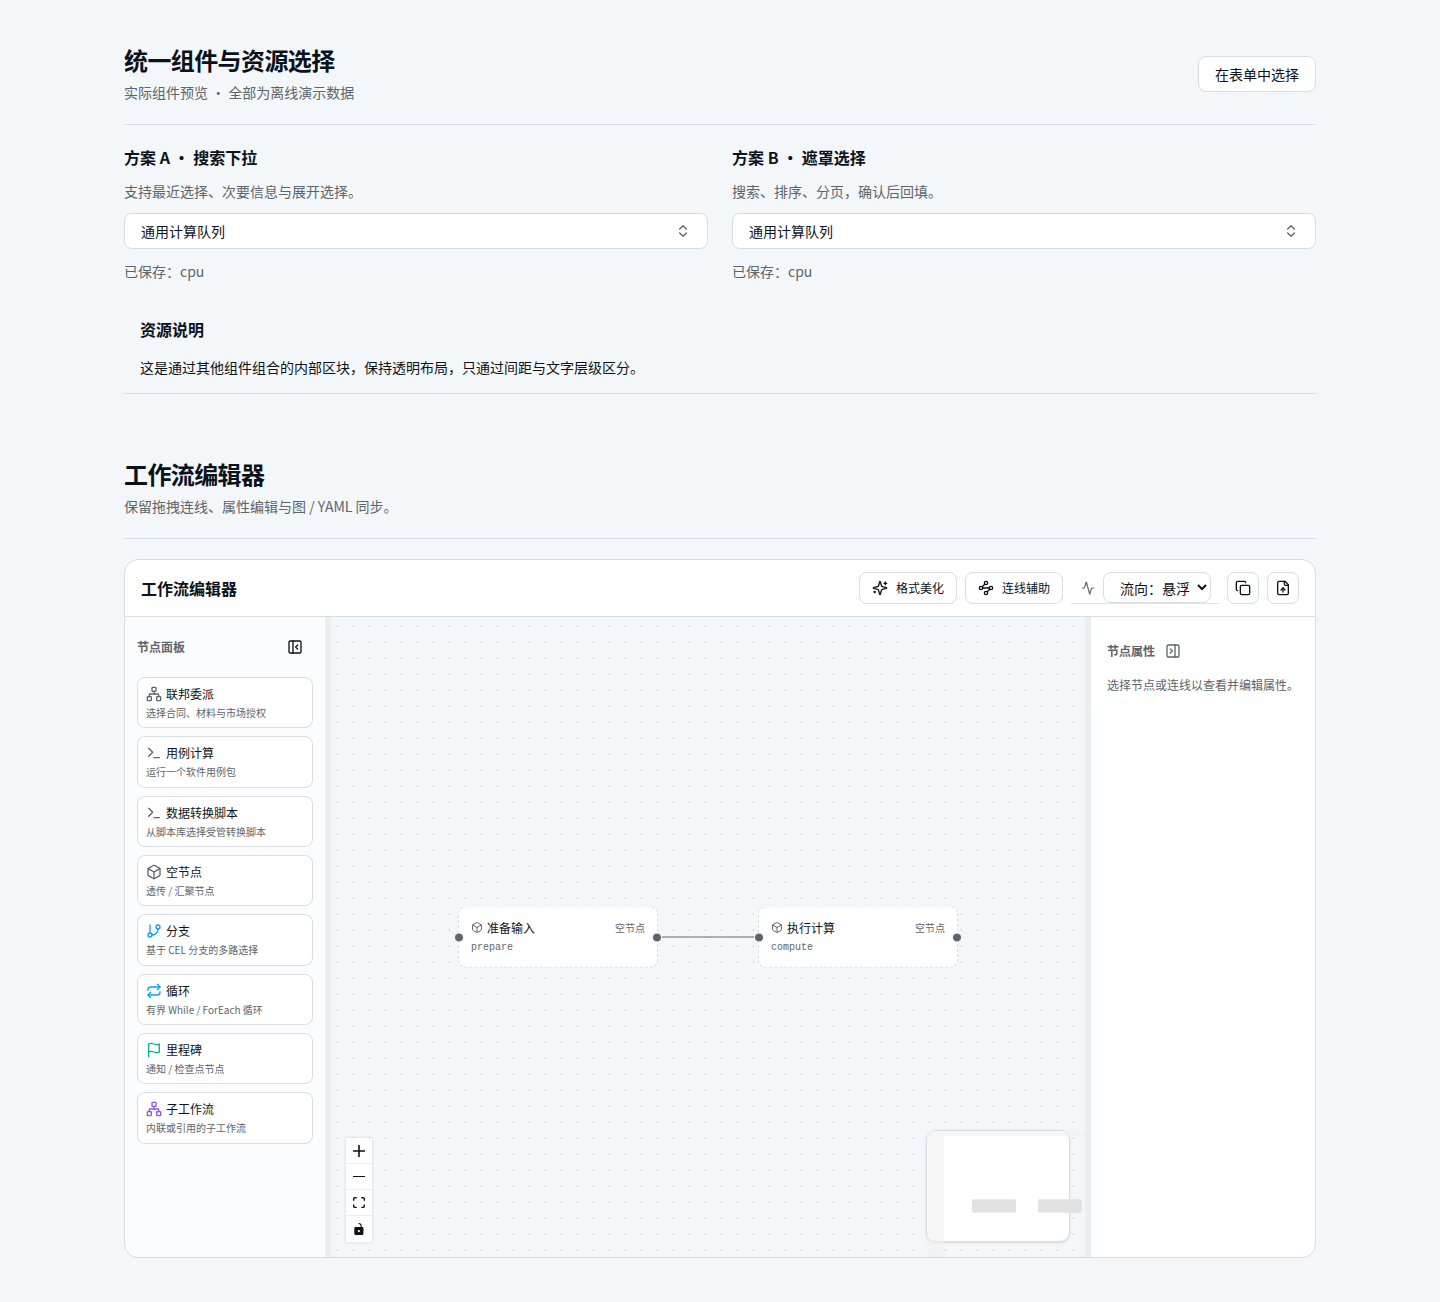 统一组件与资源选择
实际组件预览 · 全部为离线演示数据
在表单中选择
方案 A · 搜索下拉
支持最近选择、次要信息与展开选择。
通用计算队列
已保存：cpu
方案 B · 遮罩选择
搜索、排序、分页，确认后回填。
通用计算队列
已保存：cpu
资源说明
这是通过其他组件组合的内部区块，保持透明布局，只通过间距与文字层级区分。
工作流编辑器
保留拖拽连线、属性编辑与图 / YAML 同步。
工作流编辑器
格式美化
连线辅助
流向：悬浮
节点面板
联邦委派
选择合同、材料与市场授权
用例计算
运行一个软件用例包
数据转换脚本
从脚本库选择受管转换脚本
空节点
透传 / 汇聚节点
分支
基于 CEL 分支的多路选择
循环
有界 While / ForEach 循环
里程碑
通知 / 检查点节点
子工作流
内联或引用的子工作流
准备输入 空节点
prepare
执行计算 空节点
compute
节点属性
选择节点或连线以查看并编辑属性。